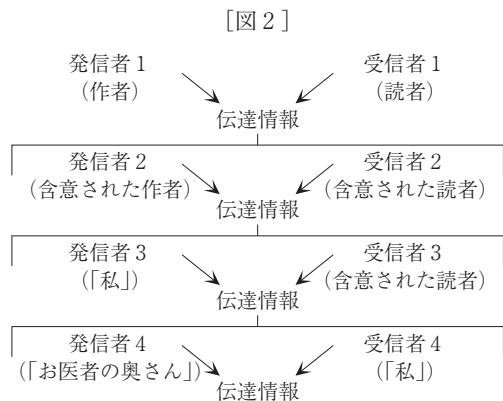 ［図２］
発信者１ 受信者１
（作者） （読者）
伝達情報
発信者２ 受信者２
（含意された作者） （含意された読者）
伝達情報
発信者３ 受信者３
（「私」） （含意された読者）
伝達情報
発信者４ 受信者４
（「お医者の奥さん」） （「私」）
伝達情報